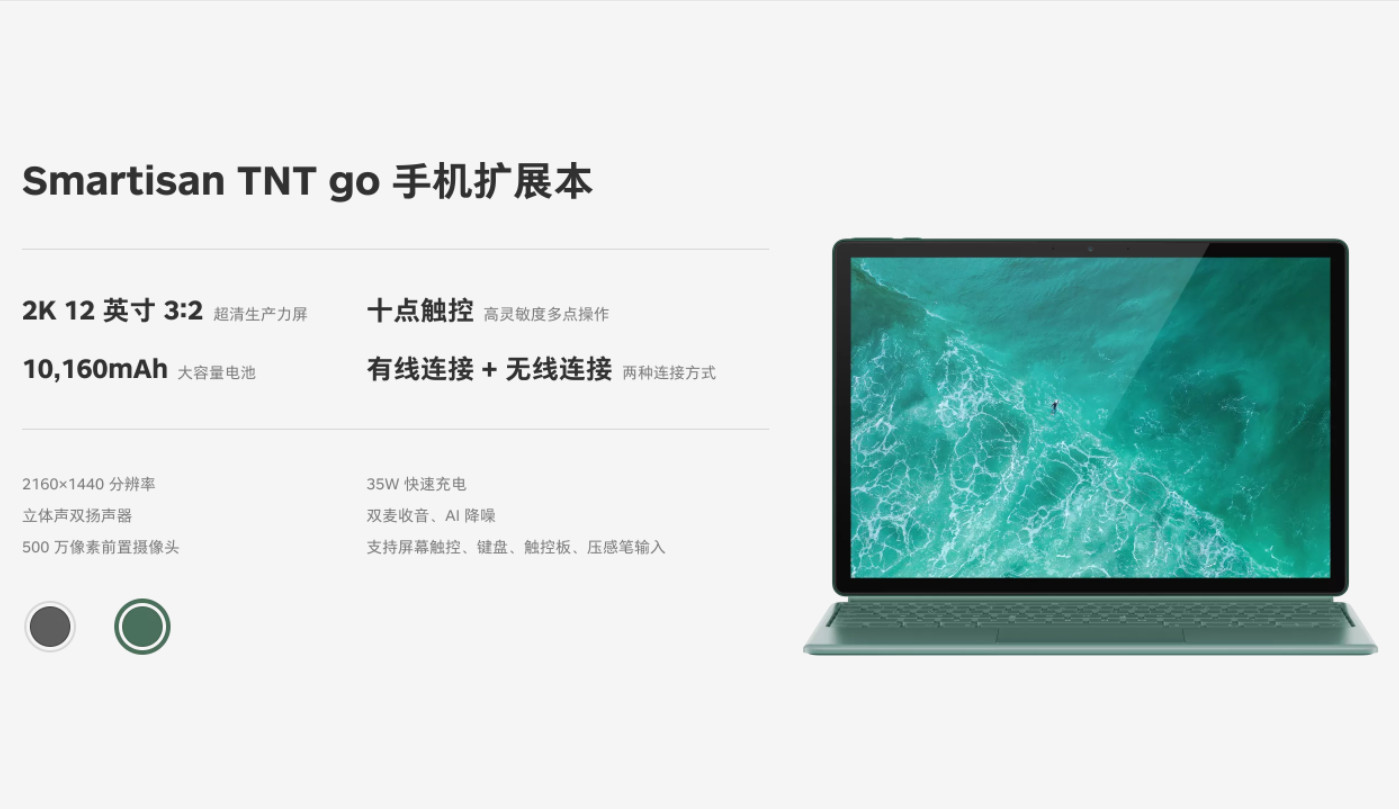 Smartisan TNT go 手机扩展本
2K 12 英寸 3:2 超清生产力屏
十点触控 高灵敏度多点操作
10,160mAh 大容量电池
有线连接 + 无线连接 两种连接方式
2160×1440 分辨率
35W 快速充电
立体声双扬声器
双麦收音、AI 降噪
500 万像素前置摄像头
支持屏幕触控、键盘、触控板、压感笔输入